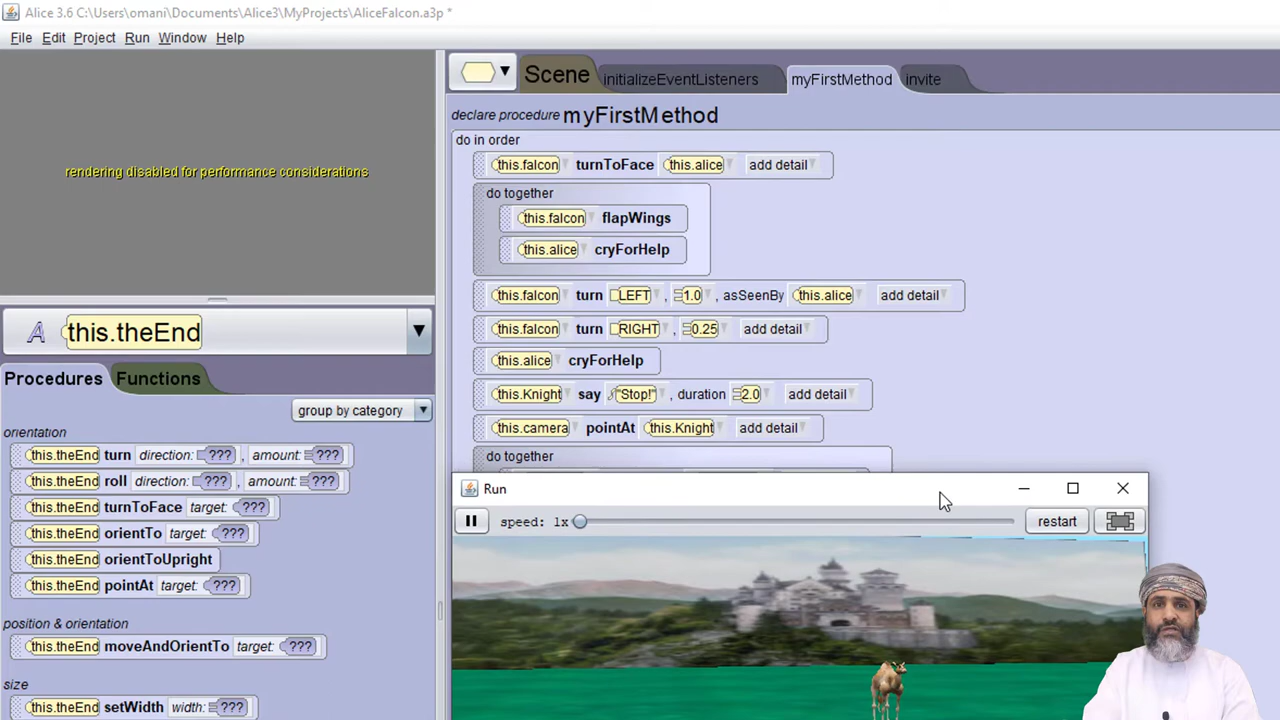 Alice 3.6 C:\Users\omani\Documents\Alice3\MyProjects\AliceFalcon.a3p *
File Edit Project Run Window Help
rendering disabled for performance considerations
this.theEnd
Procedures Functions
group by category
orientation
this.theEnd turn direction: ??? , amount: ???
this.theEnd roll direction: ??? , amount: ???
this.theEnd turnToFace target: ???
this.theEnd orientTo target: ???
this.theEnd orientToUpright
this.theEnd pointAt target: ???
position & orientation
this.theEnd moveAndOrientTo target: ???
size
this.theEnd setWidth width: ???
Scene initializeEventListeners myFirstMethod invite
declare procedure myFirstMethod
do in order
this.falcon turnToFace this.alice add detail
do together
this.falcon flapWings
this.alice cryForHelp
this.falcon turn LEFT , 1.0 , asSeenBy this.alice add detail
this.falcon turn RIGHT , 0.25 add detail
this.alice cryForHelp
this.Knight say "Stop!" , duration 2.0 add detail
this.camera pointAt this.Knight add detail
do together
Run
speed: 1x restart